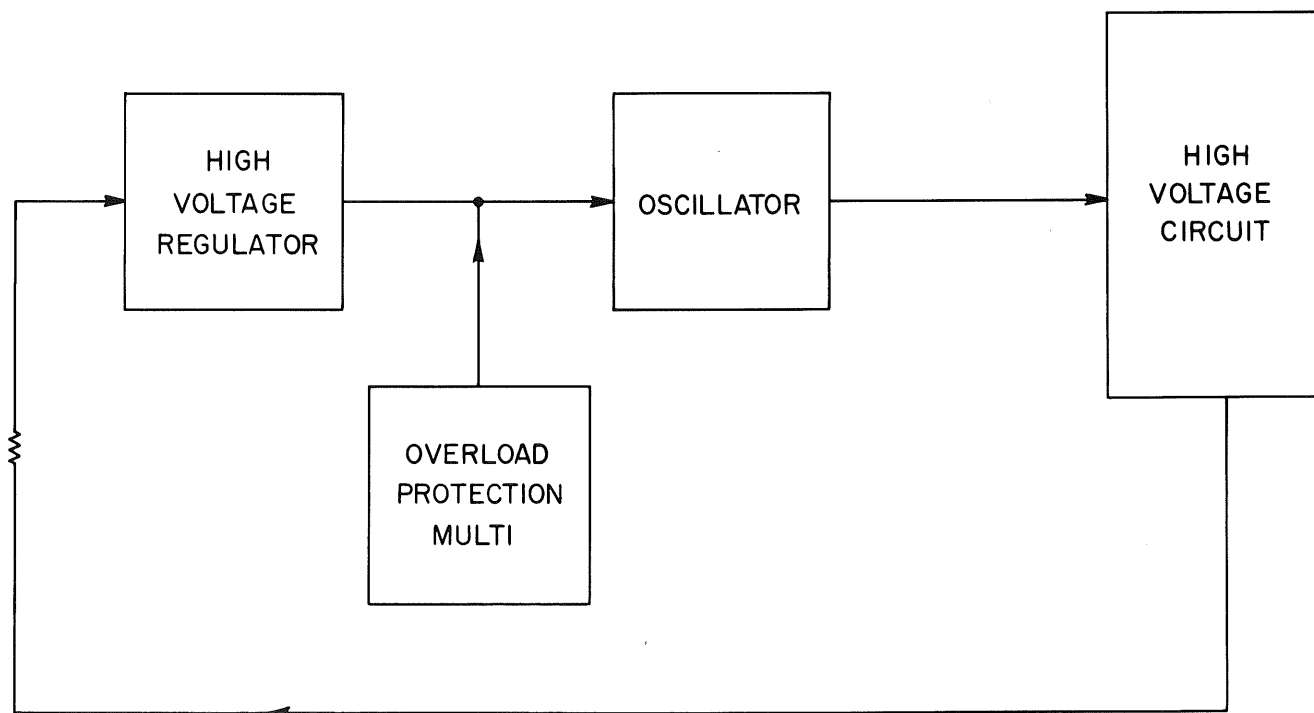 HIGH
VOLTAGE
REGULATOR
OSCILLATOR
HIGH
VOLTAGE
CIRCUIT
OVERLOAD
PROTECTION
MULTI